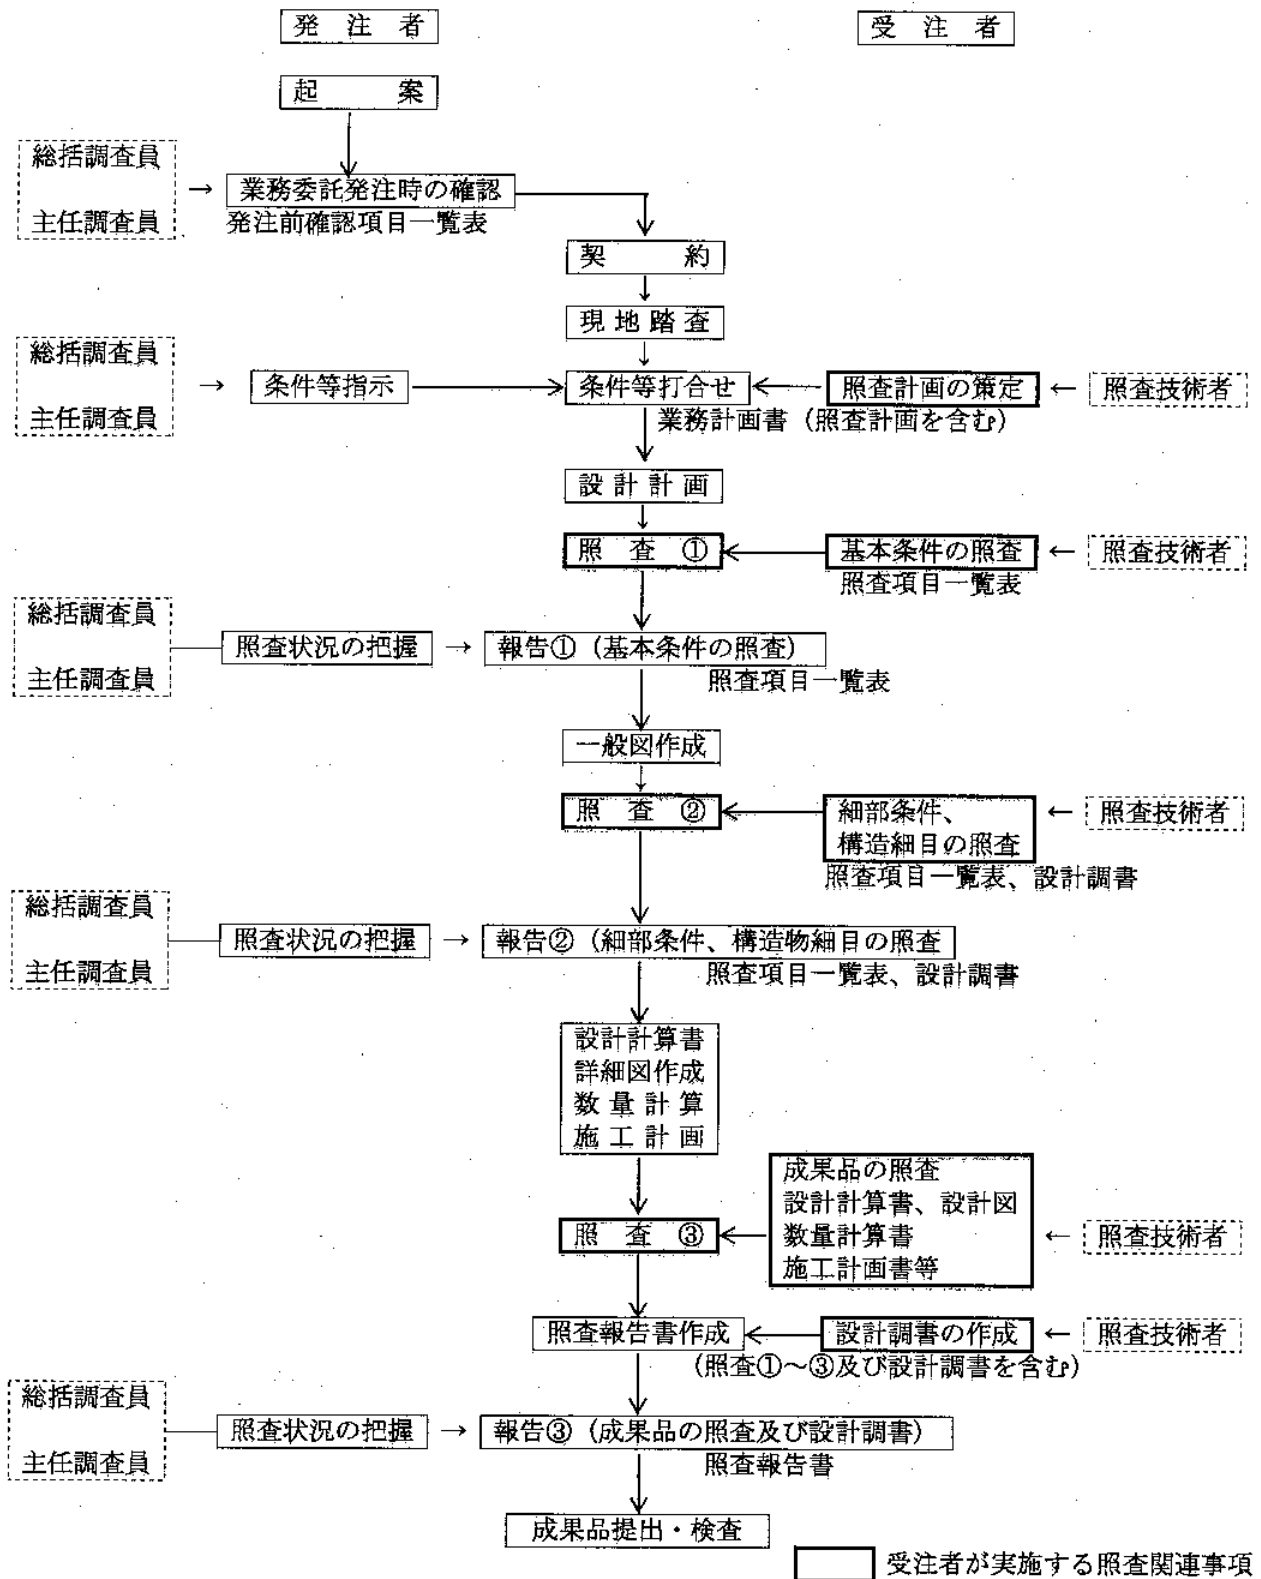 発注者
受注者
起案
総括調査員
主任調査員
→
業務委託発注時の確認
発注前確認項目一覧表
契約
現地踏査
総括調査員
主任調査員
→
条件等指示
条件等打合せ
照査計画の策定
←
照査技術者
業務計画書（照査計画を含む）
設計計画
照査①
基本条件の照査
←
照査技術者
照査項目一覧表
総括調査員
主任調査員
照査状況の把握
→
報告①（基本条件の照査）
照査項目一覧表
一般図作成
照査②
細部条件、
構造細目の照査
←
照査技術者
照査項目一覧表、設計調書
総括調査員
主任調査員
照査状況の把握
→
報告②（細部条件、構造物細目の照査
照査項目一覧表、設計調書
設計計算書
詳細図作成
数量計算
施工計画
照査③
成果品の照査
設計計算書、設計図
数量計算書
施工計画書等
←
照査技術者
照査報告書作成
設計調書の作成
←
照査技術者
（照査①～③及び設計調書を含む）
総括調査員
主任調査員
照査状況の把握
→
報告③（成果品の照査及び設計調書）
照査報告書
成果品提出・検査
受注者が実施する照査関連事項